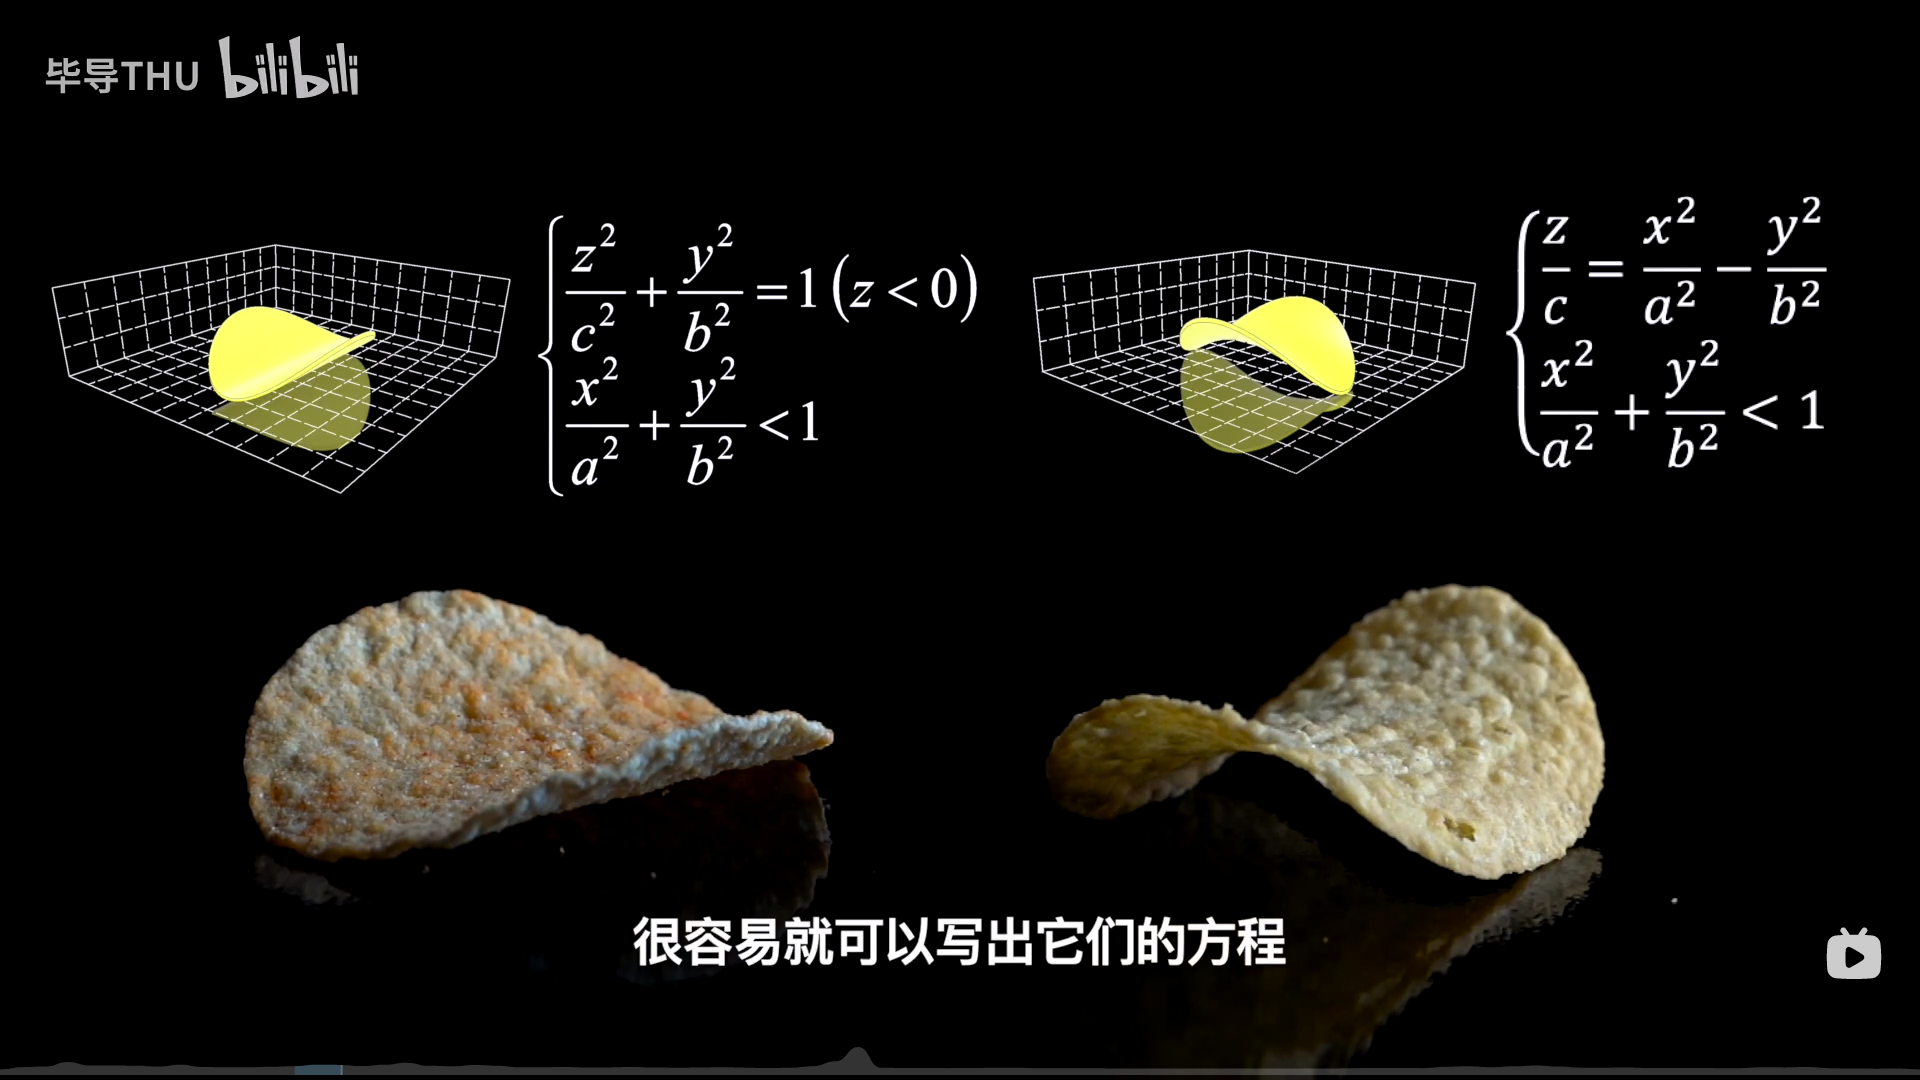 毕导THU bilibili
z²/c² + y²/b² = 1 (z < 0)
x²/a² + y²/b² < 1
z/c = x²/a² − y²/b²
x²/a² + y²/b² < 1
很容易就可以写出它们的方程